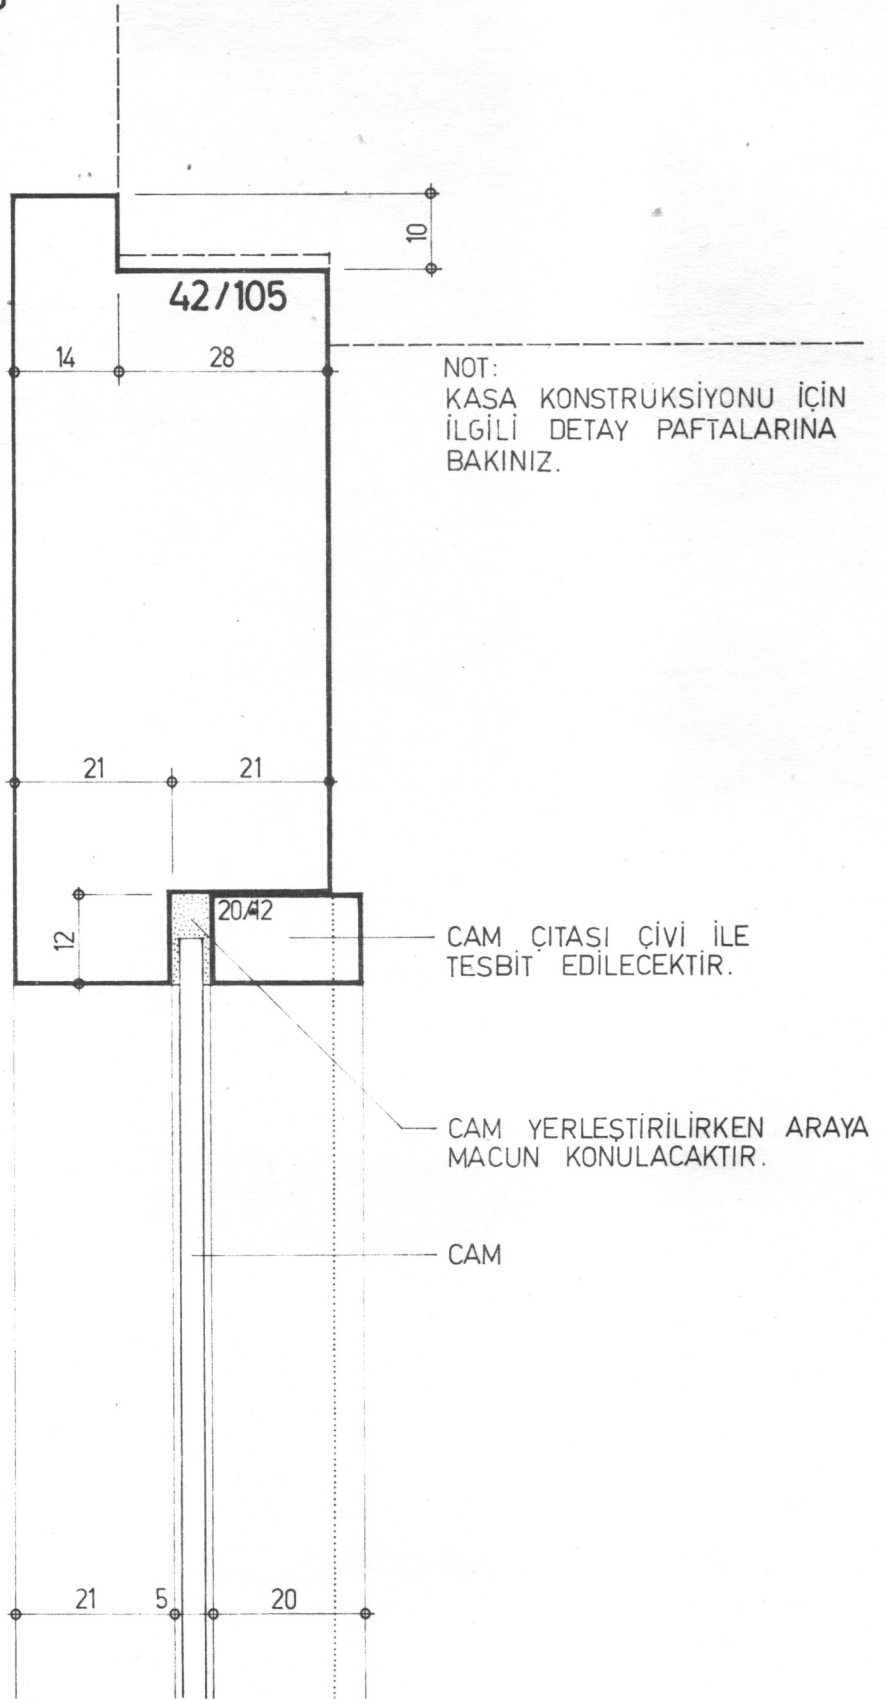 10
42/105
14 28
NOT:
KASA KONSTRÜKSİYONU İÇİN
İLGİLİ DETAY PAFTALARINA
BAKINIZ.
21 21
20/12
12
CAM ÇITASI ÇİVİ İLE
TESBİT EDİLECEKTİR.
CAM YERLEŞTİRİLİRKEN ARAYA
MACUN KONULACAKTIR.
CAM
21 5 20